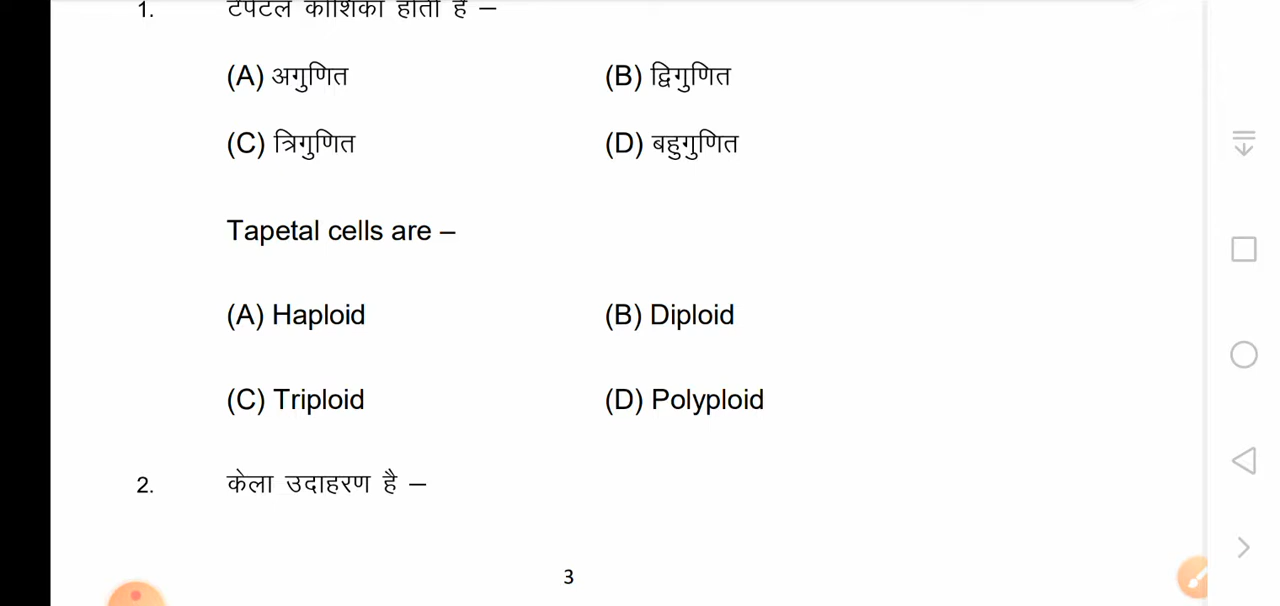 1. टेपटल कोशिका होती है –
(A) अगुणित (B) द्विगुणित
(C) त्रिगुणित (D) बहुगुणित
Tapetal cells are –
(A) Haploid (B) Diploid
(C) Triploid (D) Polyploid
2. केला उदाहरण है –
3